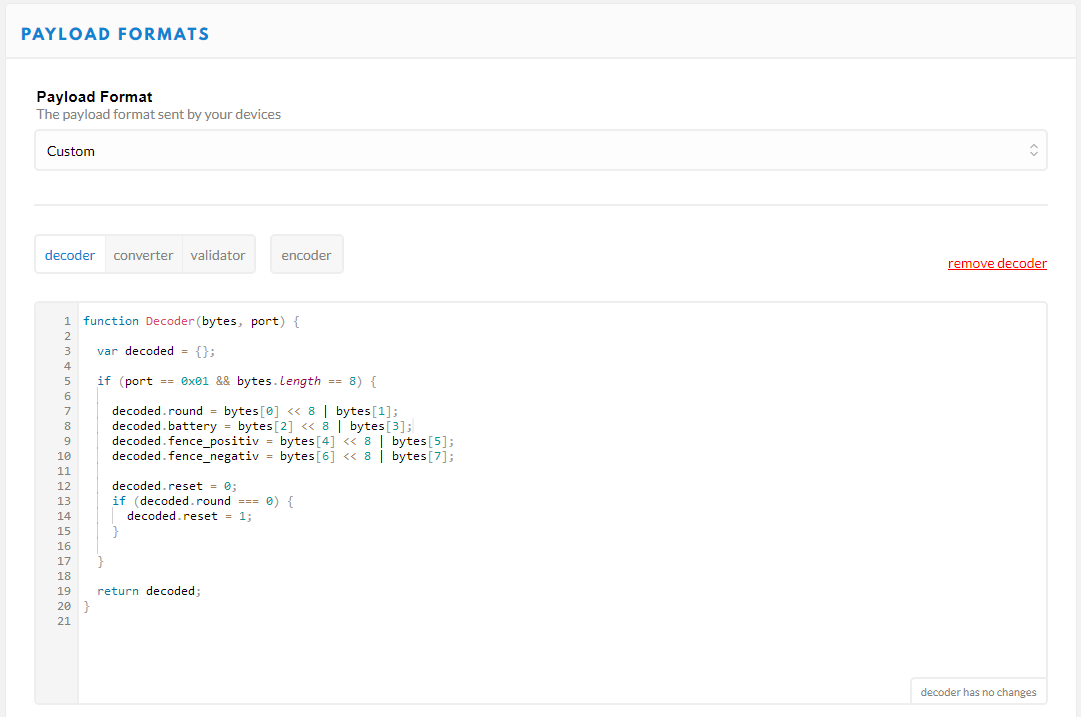 PAYLOAD FORMATS
Payload Format
The payload format sent by your devices
Custom
decoder converter validator encoder
remove decoder
1 function Decoder(bytes, port) {
2
3   var decoded = {};
4
5   if (port == 0x01 && bytes.length == 8) {
6
7     decoded.round = bytes[0] << 8 | bytes[1];
8     decoded.battery = bytes[2] << 8 | bytes[3];
9     decoded.fence_positiv = bytes[4] << 8 | bytes[5];
10     decoded.fence_negativ = bytes[6] << 8 | bytes[7];
11
12     decoded.reset = 0;
13     if (decoded.round === 0) {
14       decoded.reset = 1;
15     }
16
17   }
18
19   return decoded;
20 }
21
decoder has no changes